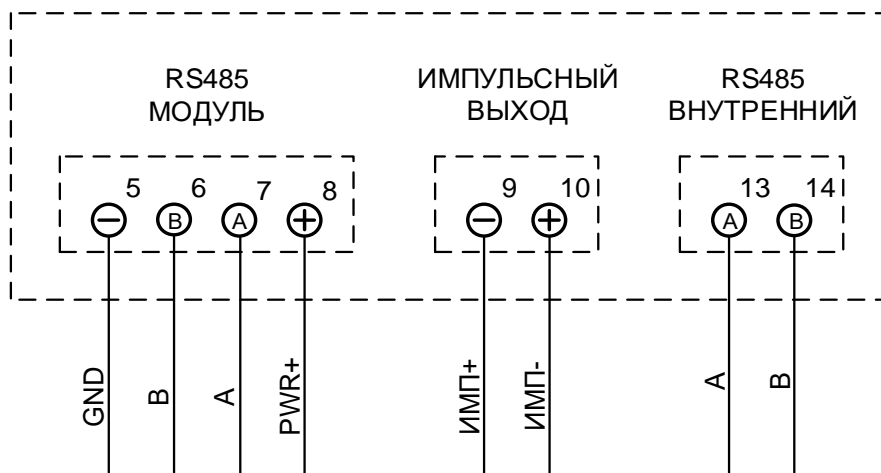 RS485
МОДУЛЬ
ИМПУЛЬСНЫЙ
ВЫХОД
RS485
ВНУТРЕННИЙ
− 5 B 6 A 7 + 8
− 9 + 10
A 13 B 14
GND
B
A
PWR+
ИМП+
ИМП-
A
B